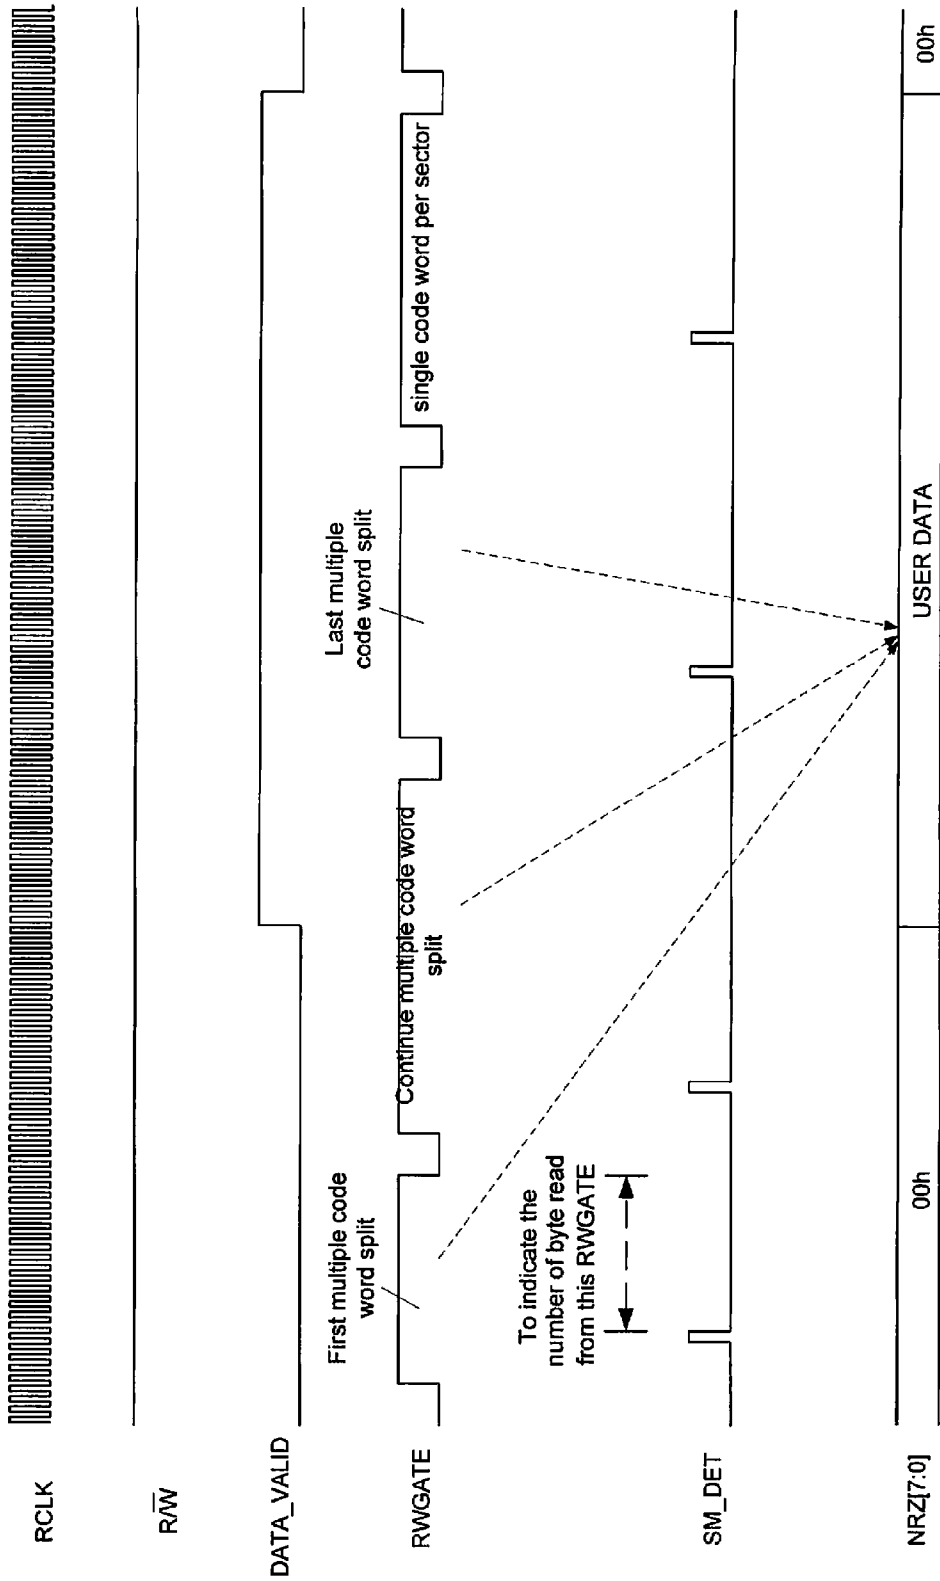 RCLK
R/W̅
DATA_VALID
RWGATE
First multiple code
word split
Continue multiple code word
split
Last multiple
code word split
single code word per sector
To indicate the
number of byte read
from this RWGATE
SM_DET
NRZ[7:0]
00h
USER DATA
00h